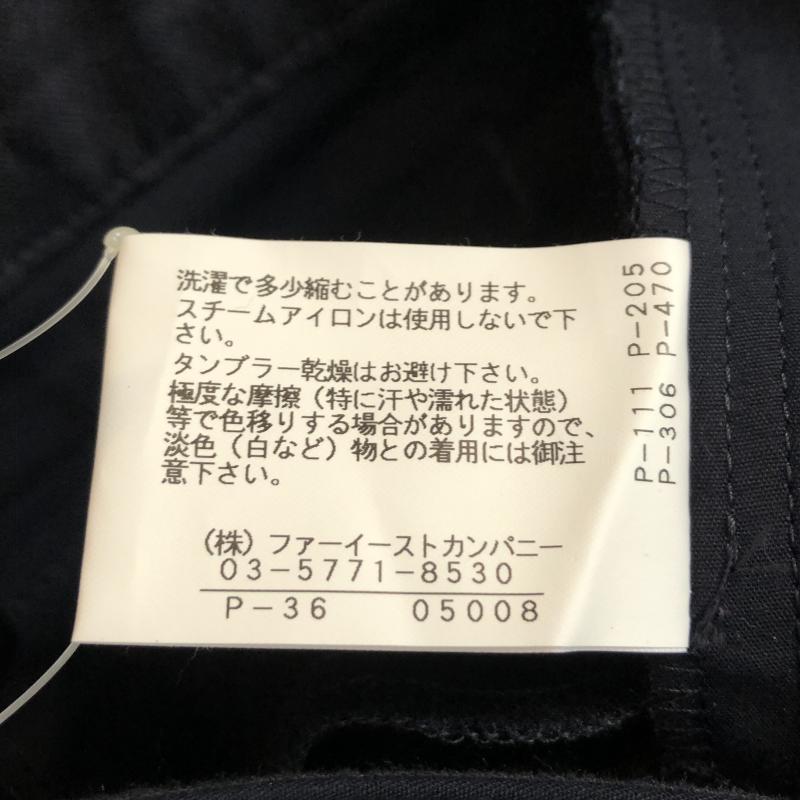 洗濯で多少縮むことがあります。
スチームアイロンは使用しないで下
さい。
タンブラー乾燥はお避け下さい。
極度な摩擦（特に汗や濡れた状態）
等で色移りする場合がありますので、
淡色（白など）物との着用には御注
意下さい。
（株）ファーイーストカンパニー
03-5771-8530
P-36 05008
P-111 P-205
P-306 P-470